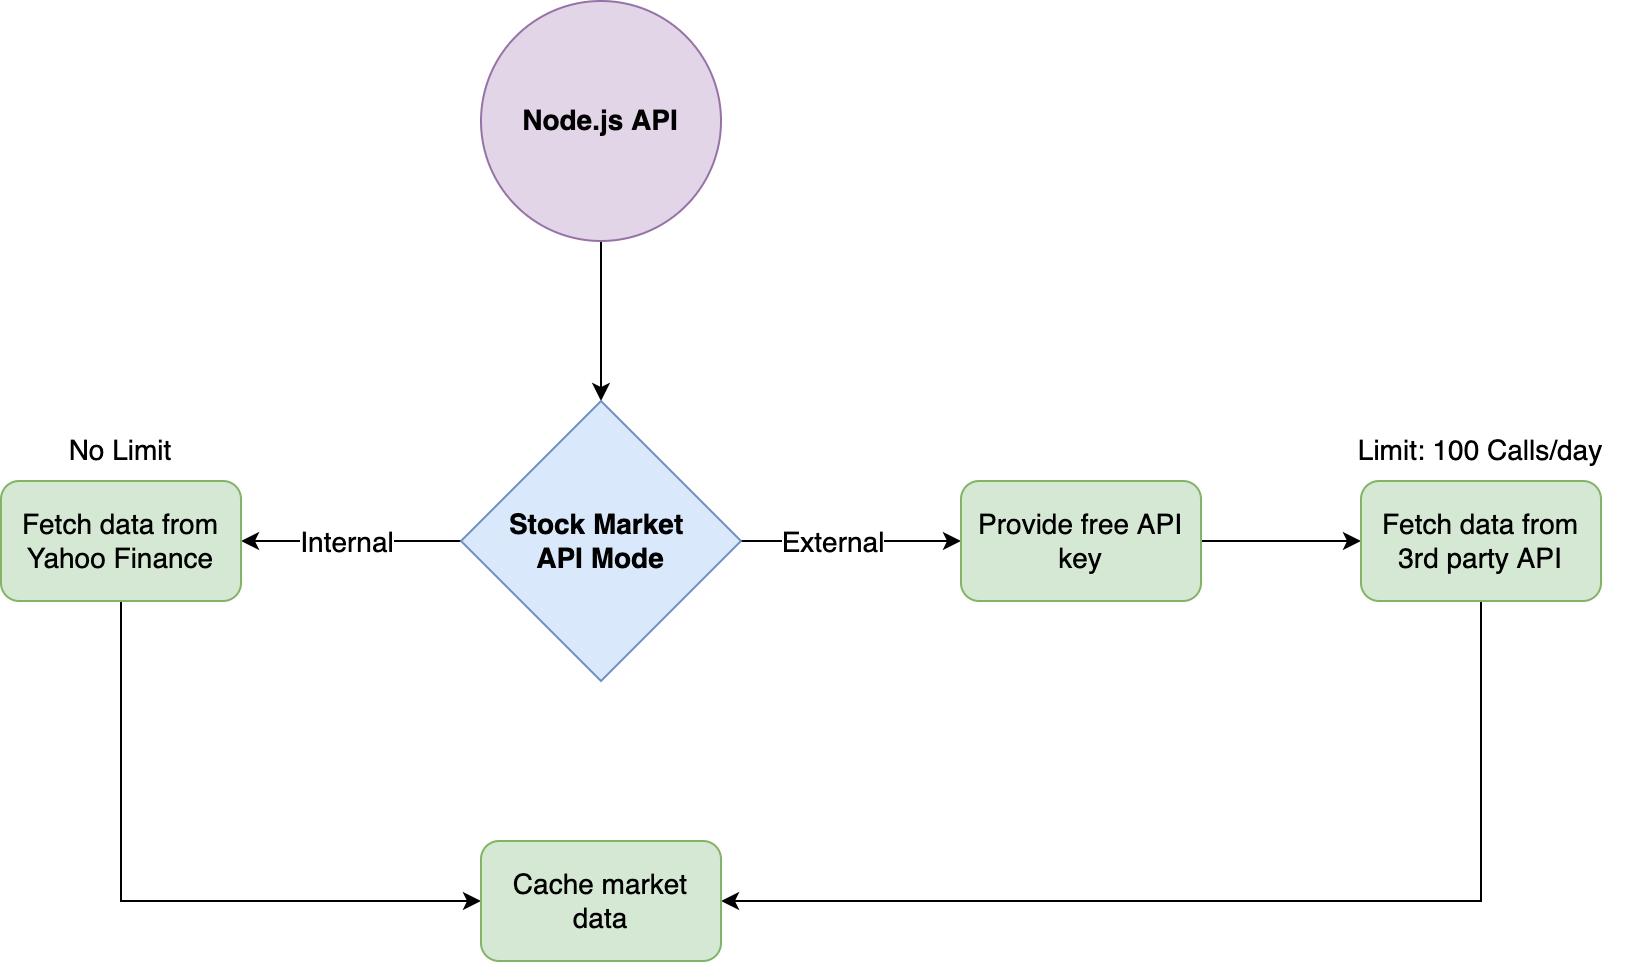 Node.js API
No Limit
Limit: 100 Calls/day
Fetch data from
Yahoo Finance
Internal
Stock Market
API Mode
External
Provide free API
key
Fetch data from
3rd party API
Cache market
data